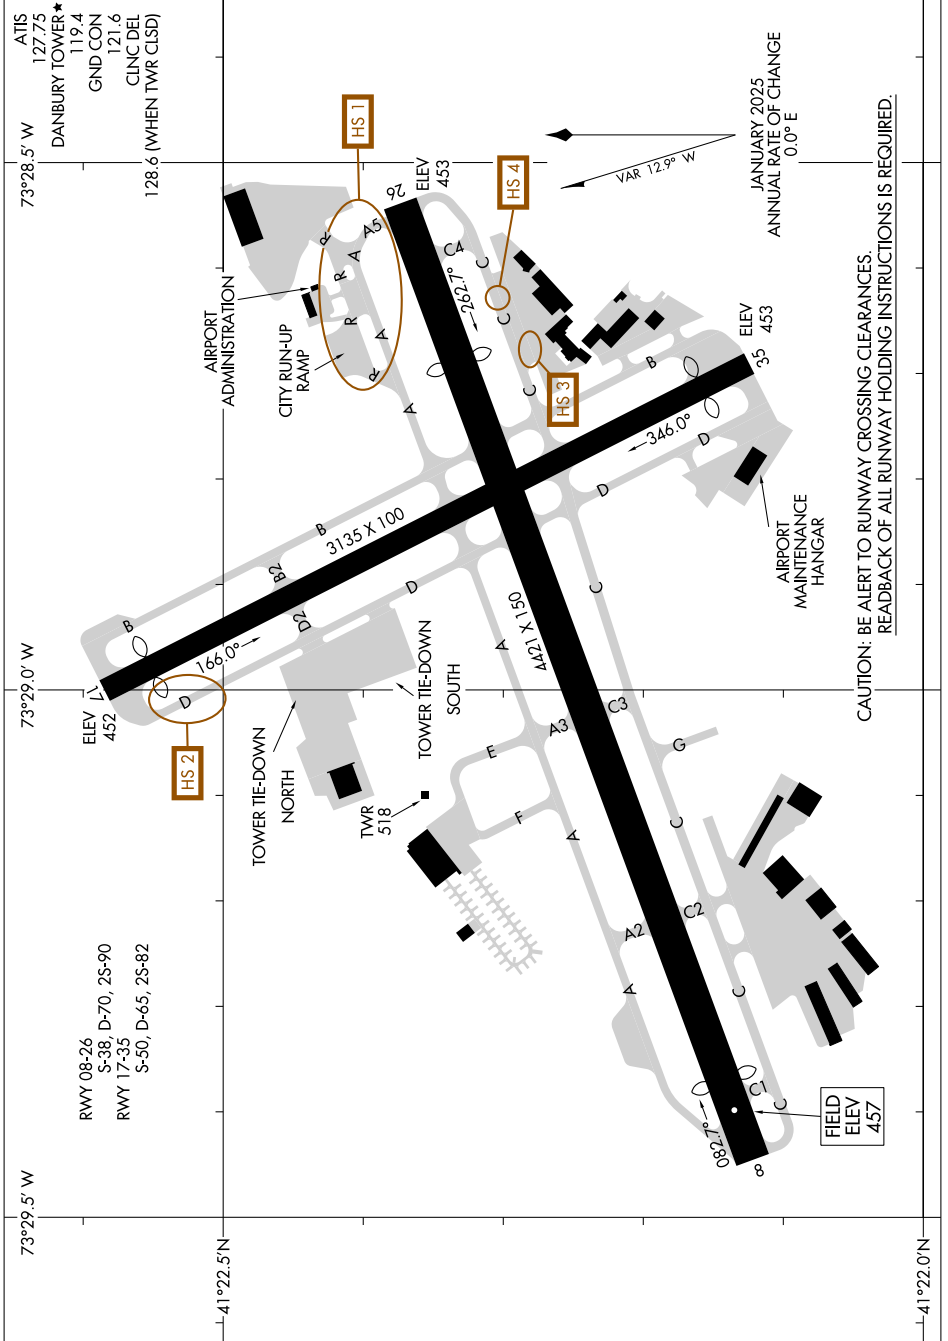 ATIS
127.75
DANBURY TOWER★
119.4
GND CON
121.6
CLNC DEL
128.6 (WHEN TWR CLSD)
73°28.5' W
73°29.0' W
73°29.5' W
41°22.5'N
41°22.0'N
RWY 08-26
S-38, D-70, 2S-90
RWY 17-35
S-50, D-65, 2S-82
HS 1
HS 2
HS 3
HS 4
AIRPORT
ADMINISTRATION
CITY RUN-UP
RAMP
R
R
R
R
A
A
A5
26
ELEV
453
C4
C
C
C
262.7°
A
B
B2
B
3135 X 100
166.0°
17
ELEV
452
D
D2
D
TOWER TIE-DOWN
NORTH
TOWER TIE-DOWN
SOUTH
TWR
518
E
F
A
A3
A
A2
A
4421 X 150
C
C3
G
C
C2
C
C1
C
082.7°
8
FIELD
ELEV
457
B
D
D
346.0°
35
ELEV
453
AIRPORT
MAINTENANCE
HANGAR
VAR 12.9° W
JANUARY 2025
ANNUAL RATE OF CHANGE
0.0° E
CAUTION: BE ALERT TO RUNWAY CROSSING CLEARANCES.
READBACK OF ALL RUNWAY HOLDING INSTRUCTIONS IS REQUIRED.